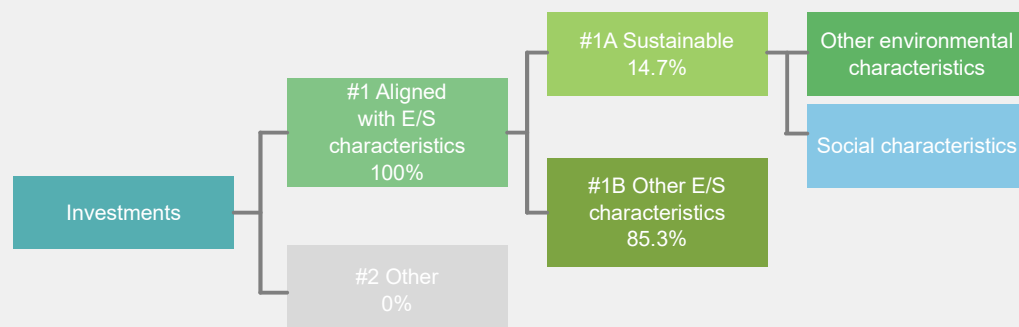 Investments
#1 Aligned
with E/S
characteristics
100%
#2 Other
0%
#1A Sustainable
14.7%
#1B Other E/S
characteristics
85.3%
Other environmental
characteristics
Social characteristics